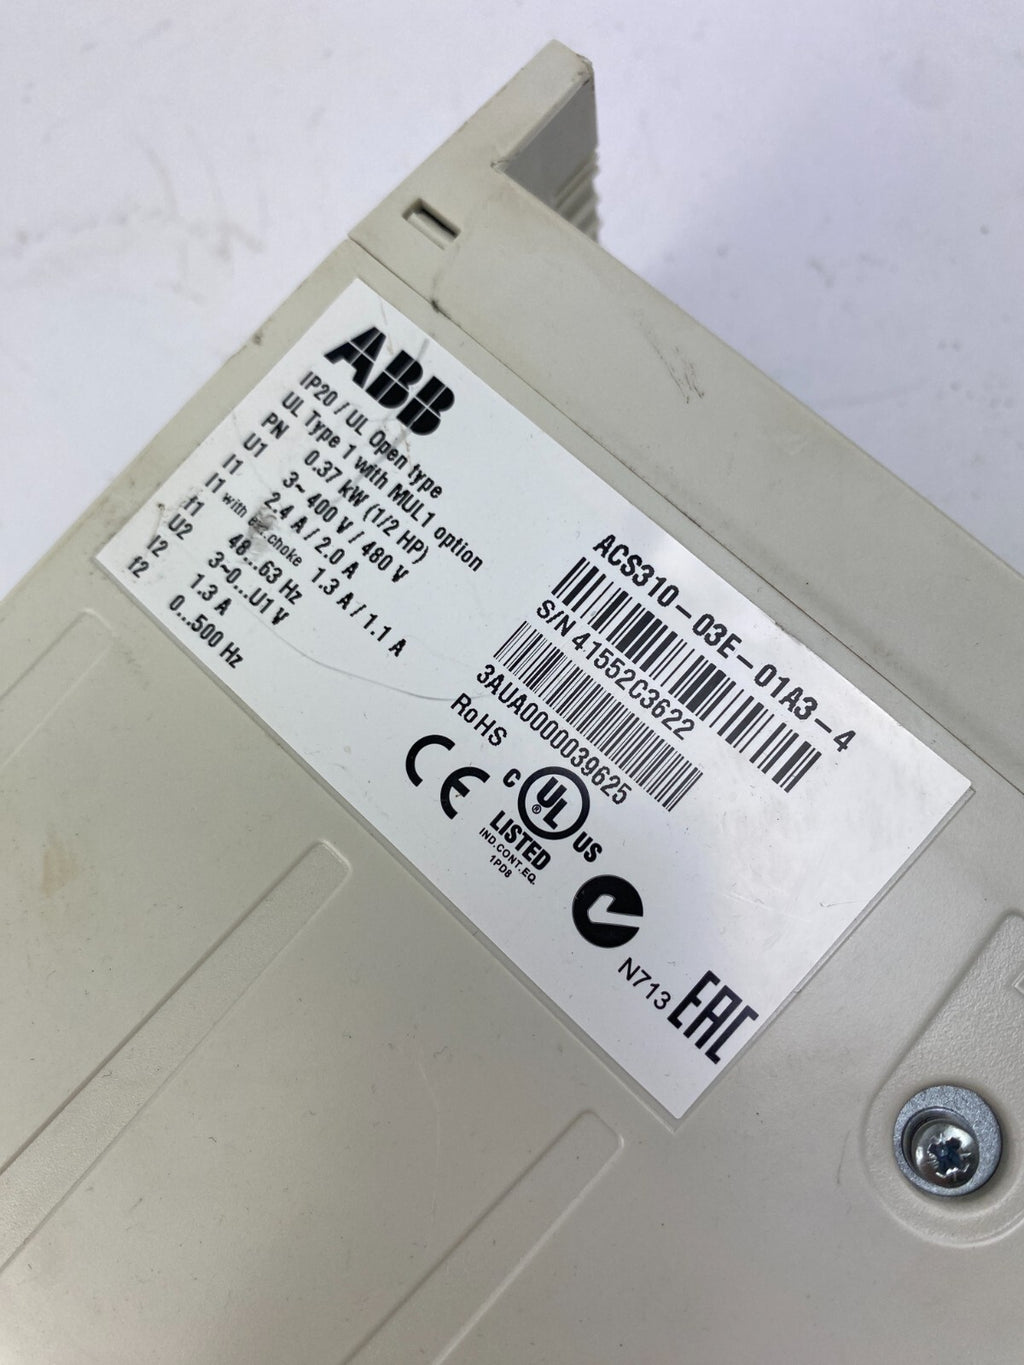 ABB
IP20 / UL Open type
UL Type 1 with MUL1 option
PN 0.37 kW (1/2 HP)
U1 3~ 400 V / 480 V
I1 2.4 A / 2.0 A
I1 with ext.choke 1.3 A / 1.1 A
f1 48...63 Hz
U2 3~0...U1 V
I2 1.3 A
f2 0...500 Hz
ACS310-03E-01A3-4
S/N 41552C3622
3AUA0000039625
RoHS
CE
C UL US
®
LISTED
IND.CONT.EQ.
1PD8
N713
EAC